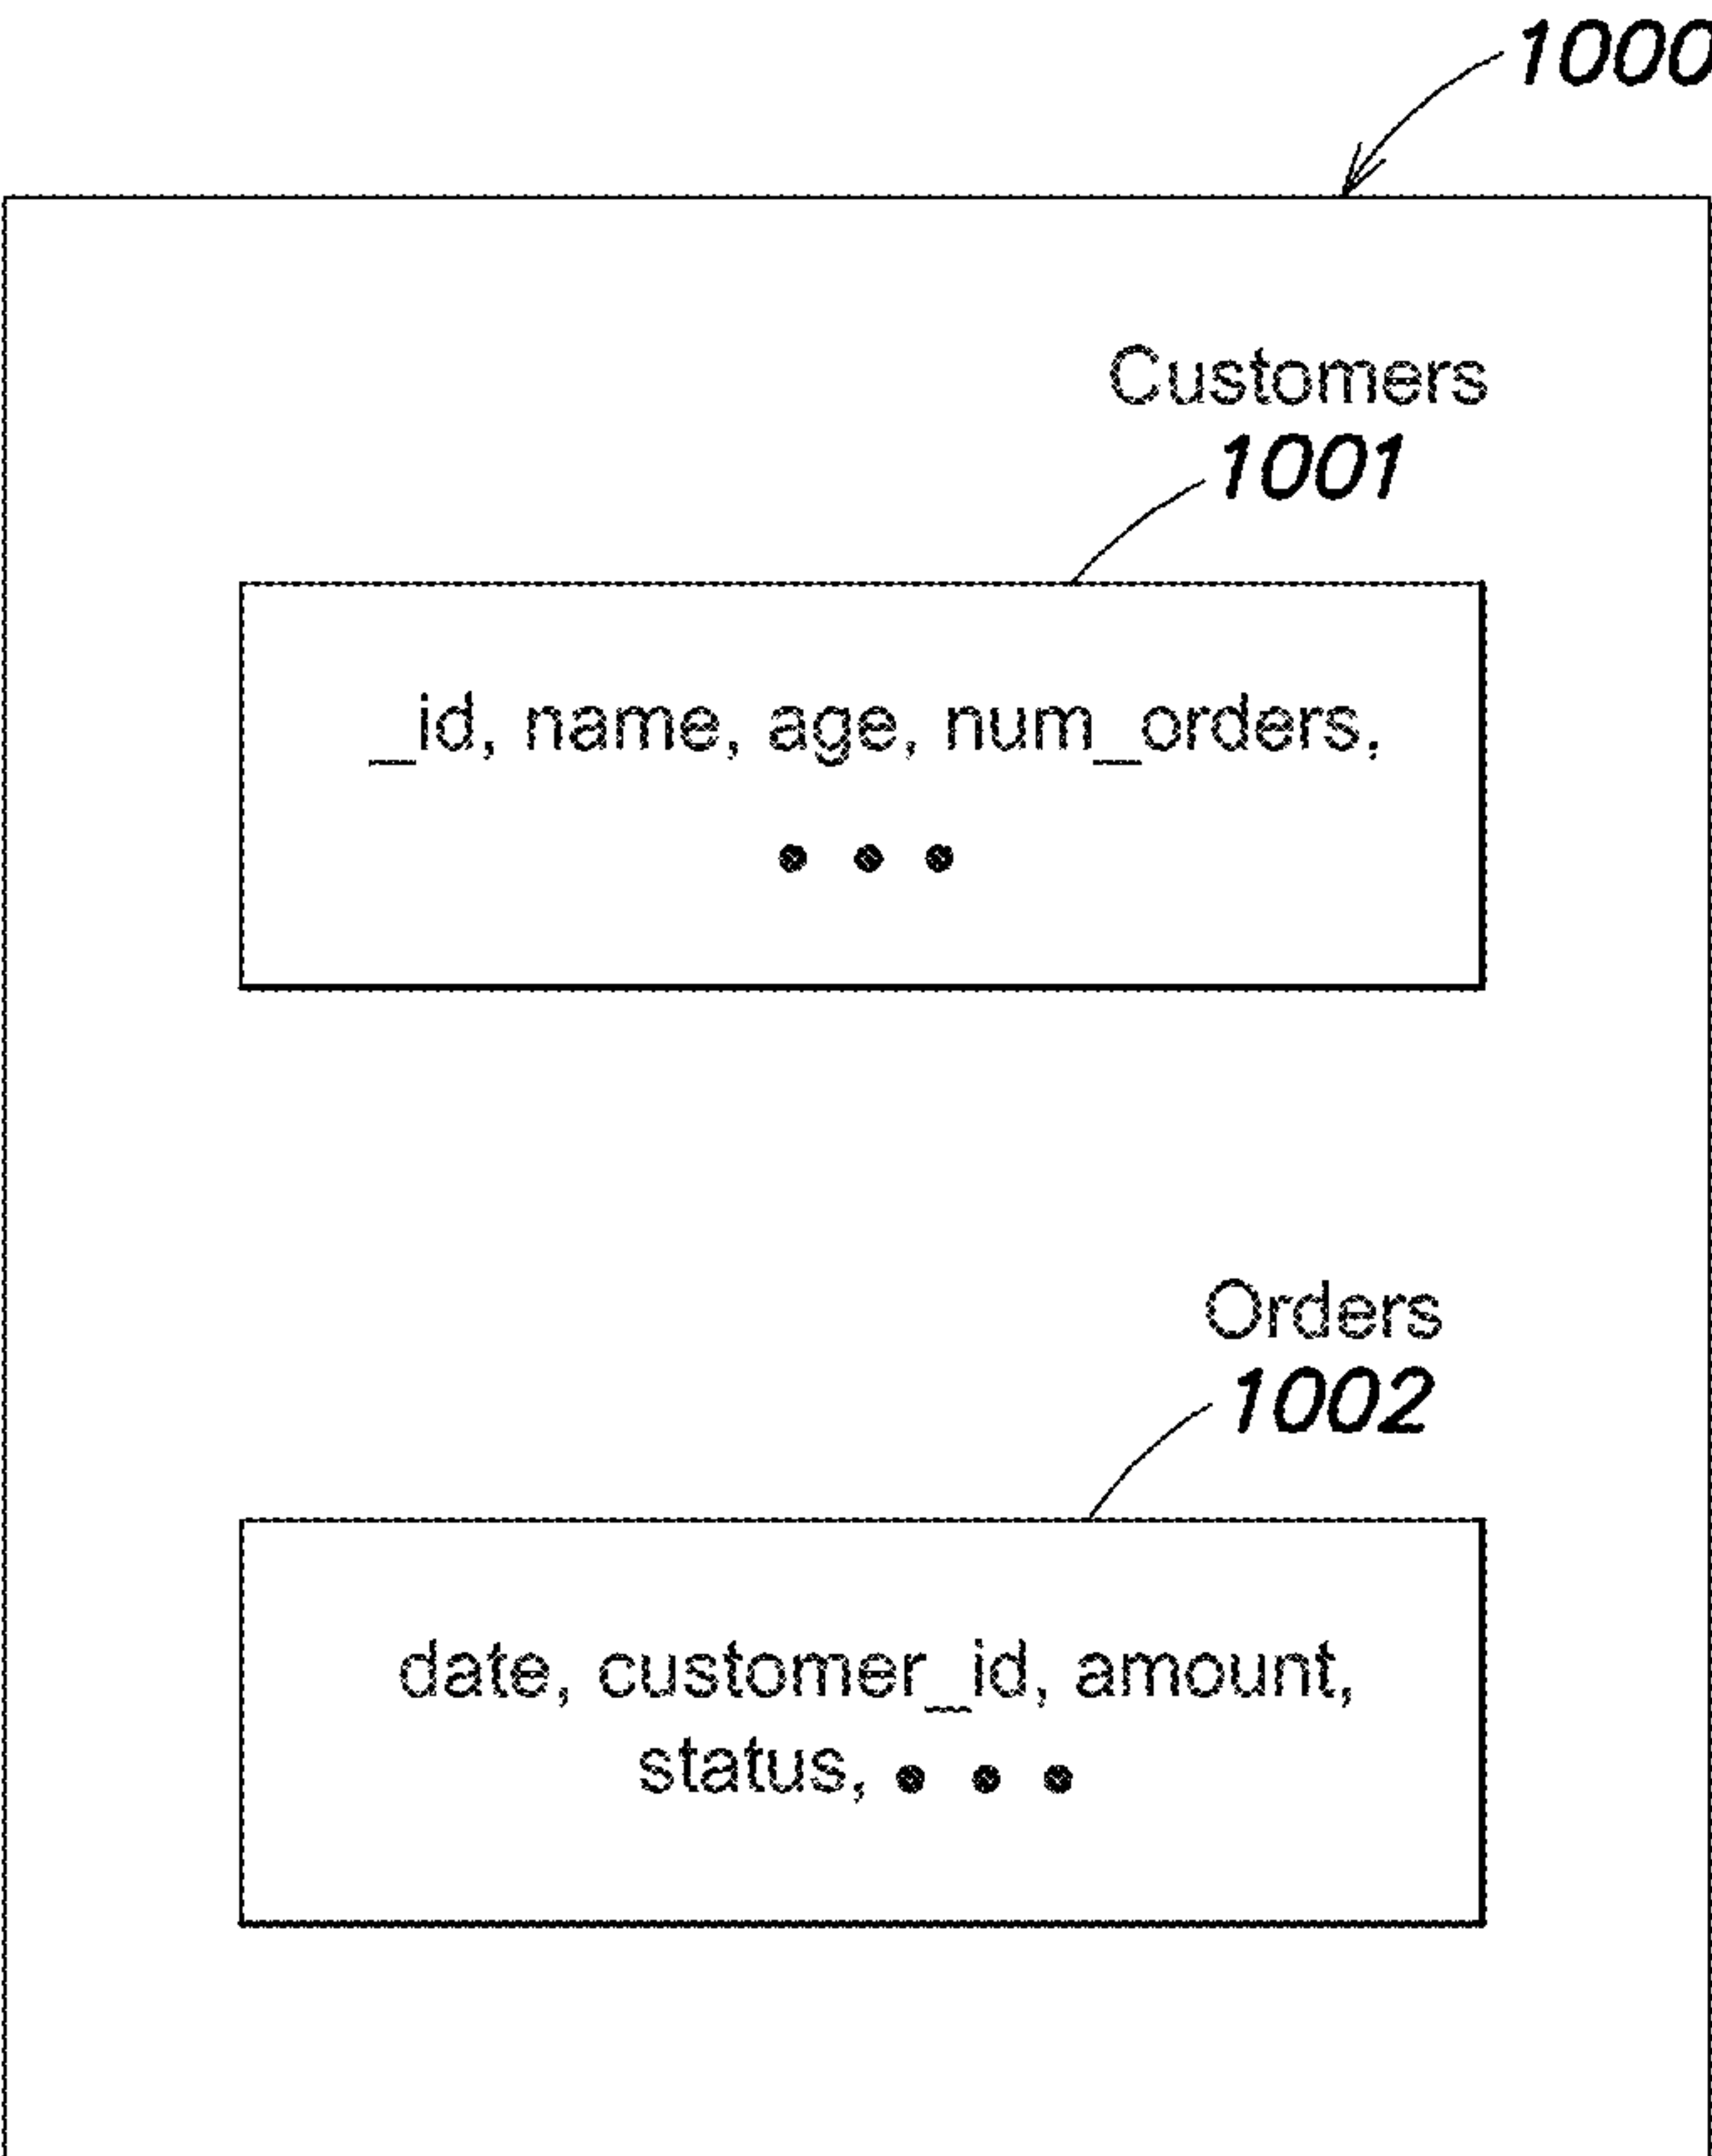 1000
Customers
1001
_id, name, age, num_orders,
• • •
Orders
1002
date, customer_id, amount,
status, • • •